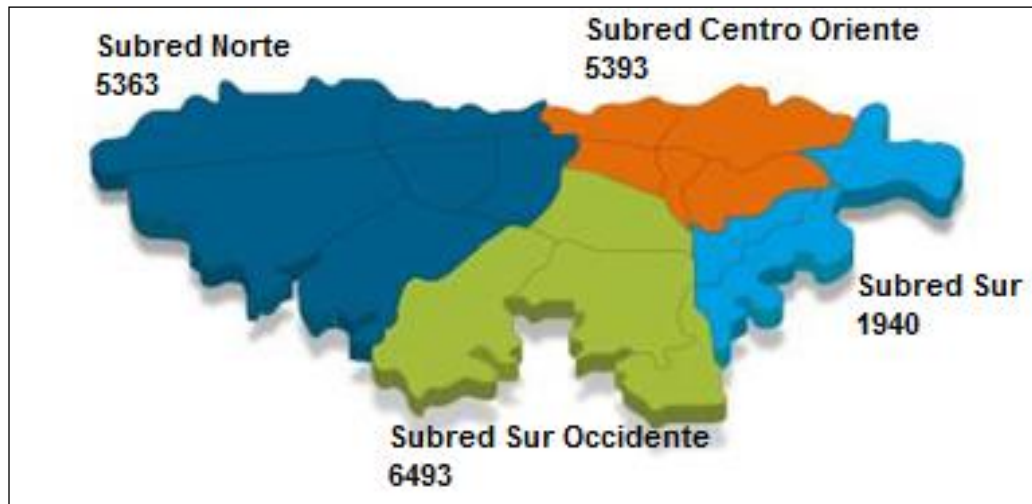 Subred Norte
5363
Subred Centro Oriente
5393
Subred Sur
1940
Subred Sur Occidente
6493